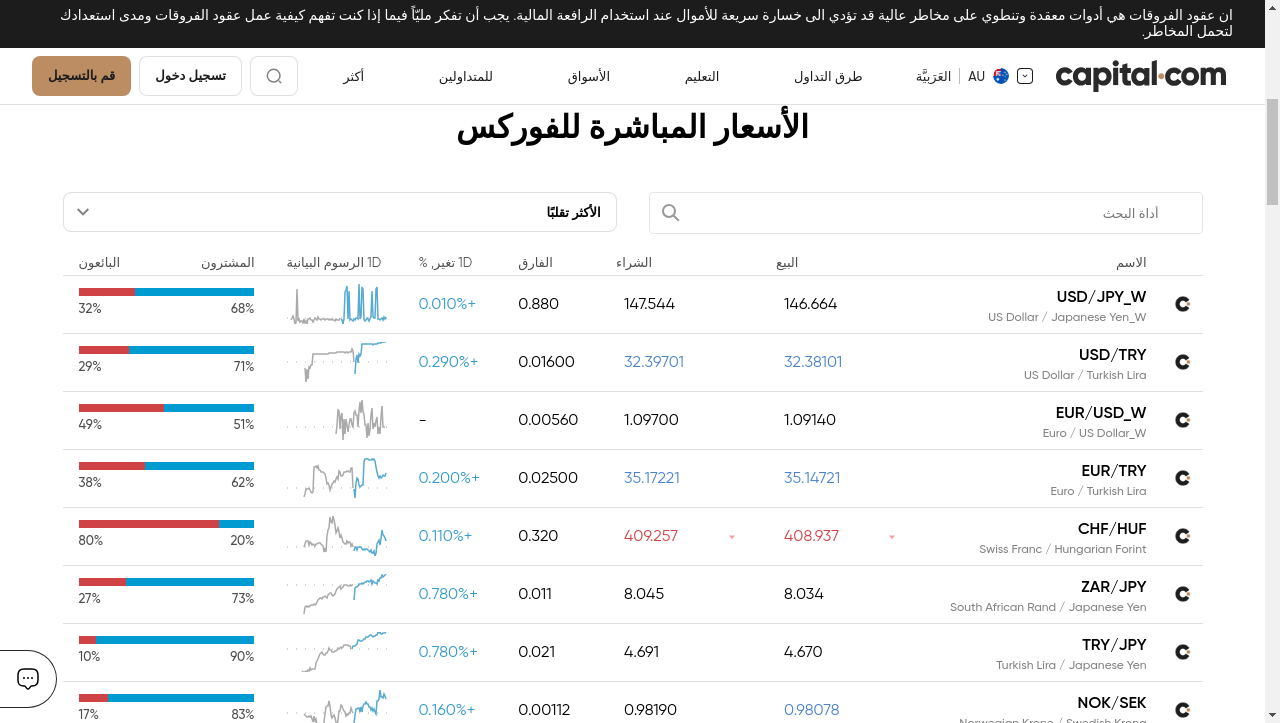 ان عقود الفروقات هي أدوات معقدة وتنطوي على مخاطر عالية قد تؤدي الى خسارة سريعة للأموال عند استخدام الرافعة المالية. يجب أن تفكر مليّاً فيما إذا كنت تفهم كيفية عمل عقود الفروقات ومدى استعدادك
لتحمل المخاطر.
capital.com AU العَرَبيَّة طرق التداول التعليم الأسواق للمتداولين أكثر تسجيل دخول قم بالتسجيل
الأسعار المباشرة للفوركس
أداة البحث الأكثر تقلبًا
الاسم البيع الشراء الفارق 1D تغير, % 1D الرسوم البيانية المشترون البائعون
USD/JPY_W 146.664 147.544 0.880 0.010%+ 68% 32%
US Dollar / Japanese Yen_W
USD/TRY 32.38101 32.39701 0.01600 0.290%+ 71% 29%
US Dollar / Turkish Lira
EUR/USD_W 1.09140 1.09700 0.00560 - 51% 49%
Euro / US Dollar_W
EUR/TRY 35.14721 35.17221 0.02500 0.200%+ 62% 38%
Euro / Turkish Lira
CHF/HUF 408.937 409.257 0.320 0.110%+ 20% 80%
Swiss Franc / Hungarian Forint
ZAR/JPY 8.034 8.045 0.011 0.780%+ 73% 27%
South African Rand / Japanese Yen
TRY/JPY 4.670 4.691 0.021 0.780%+ 90% 10%
Turkish Lira / Japanese Yen
NOK/SEK 0.98078 0.98190 0.00112 0.160%+ 83% 17%
Norwegian Krone / Swedish Krona